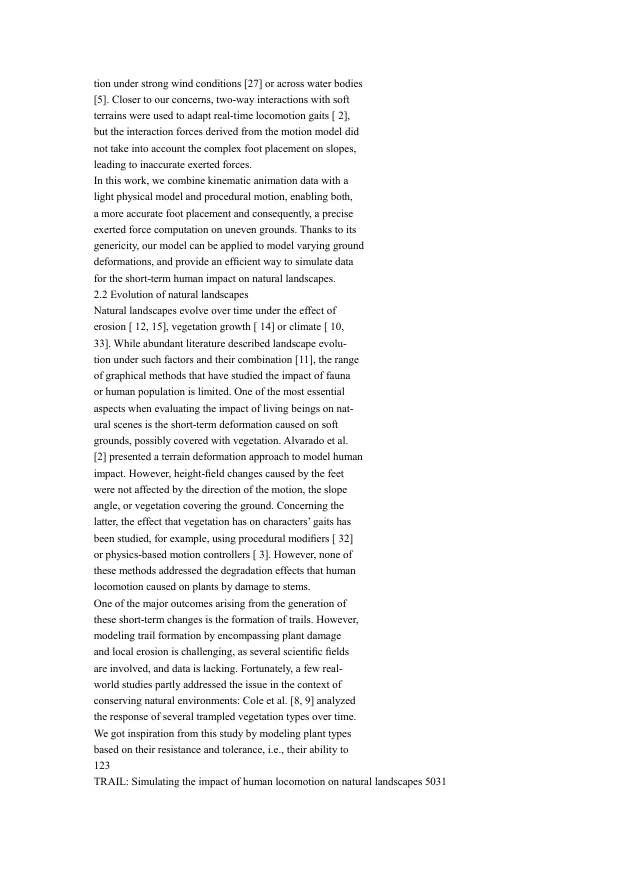 tion under strong wind conditions [27] or across water bodies
[5]. Closer to our concerns, two-way interactions with soft
terrains were used to adapt real-time locomotion gaits [ 2],
but the interaction forces derived from the motion model did
not take into account the complex foot placement on slopes,
leading to inaccurate exerted forces.
In this work, we combine kinematic animation data with a
light physical model and procedural motion, enabling both,
a more accurate foot placement and consequently, a precise
exerted force computation on uneven grounds. Thanks to its
genericity, our model can be applied to model varying ground
deformations, and provide an efficient way to simulate data
for the short-term human impact on natural landscapes.
2.2 Evolution of natural landscapes
Natural landscapes evolve over time under the effect of
erosion [ 12, 15], vegetation growth [ 14] or climate [ 10,
33]. While abundant literature described landscape evolu-
tion under such factors and their combination [11], the range
of graphical methods that have studied the impact of fauna
or human population is limited. One of the most essential
aspects when evaluating the impact of living beings on nat-
ural scenes is the short-term deformation caused on soft
grounds, possibly covered with vegetation. Alvarado et al.
[2] presented a terrain deformation approach to model human
impact. However, height-field changes caused by the feet
were not affected by the direction of the motion, the slope
angle, or vegetation covering the ground. Concerning the
latter, the effect that vegetation has on characters’ gaits has
been studied, for example, using procedural modifiers [ 32]
or physics-based motion controllers [ 3]. However, none of
these methods addressed the degradation effects that human
locomotion caused on plants by damage to stems.
One of the major outcomes arising from the generation of
these short-term changes is the formation of trails. However,
modeling trail formation by encompassing plant damage
and local erosion is challenging, as several scientific fields
are involved, and data is lacking. Fortunately, a few real-
world studies partly addressed the issue in the context of
conserving natural environments: Cole et al. [8, 9] analyzed
the response of several trampled vegetation types over time.
We got inspiration from this study by modeling plant types
based on their resistance and tolerance, i.e., their ability to
123
TRAIL: Simulating the impact of human locomotion on natural landscapes 5031